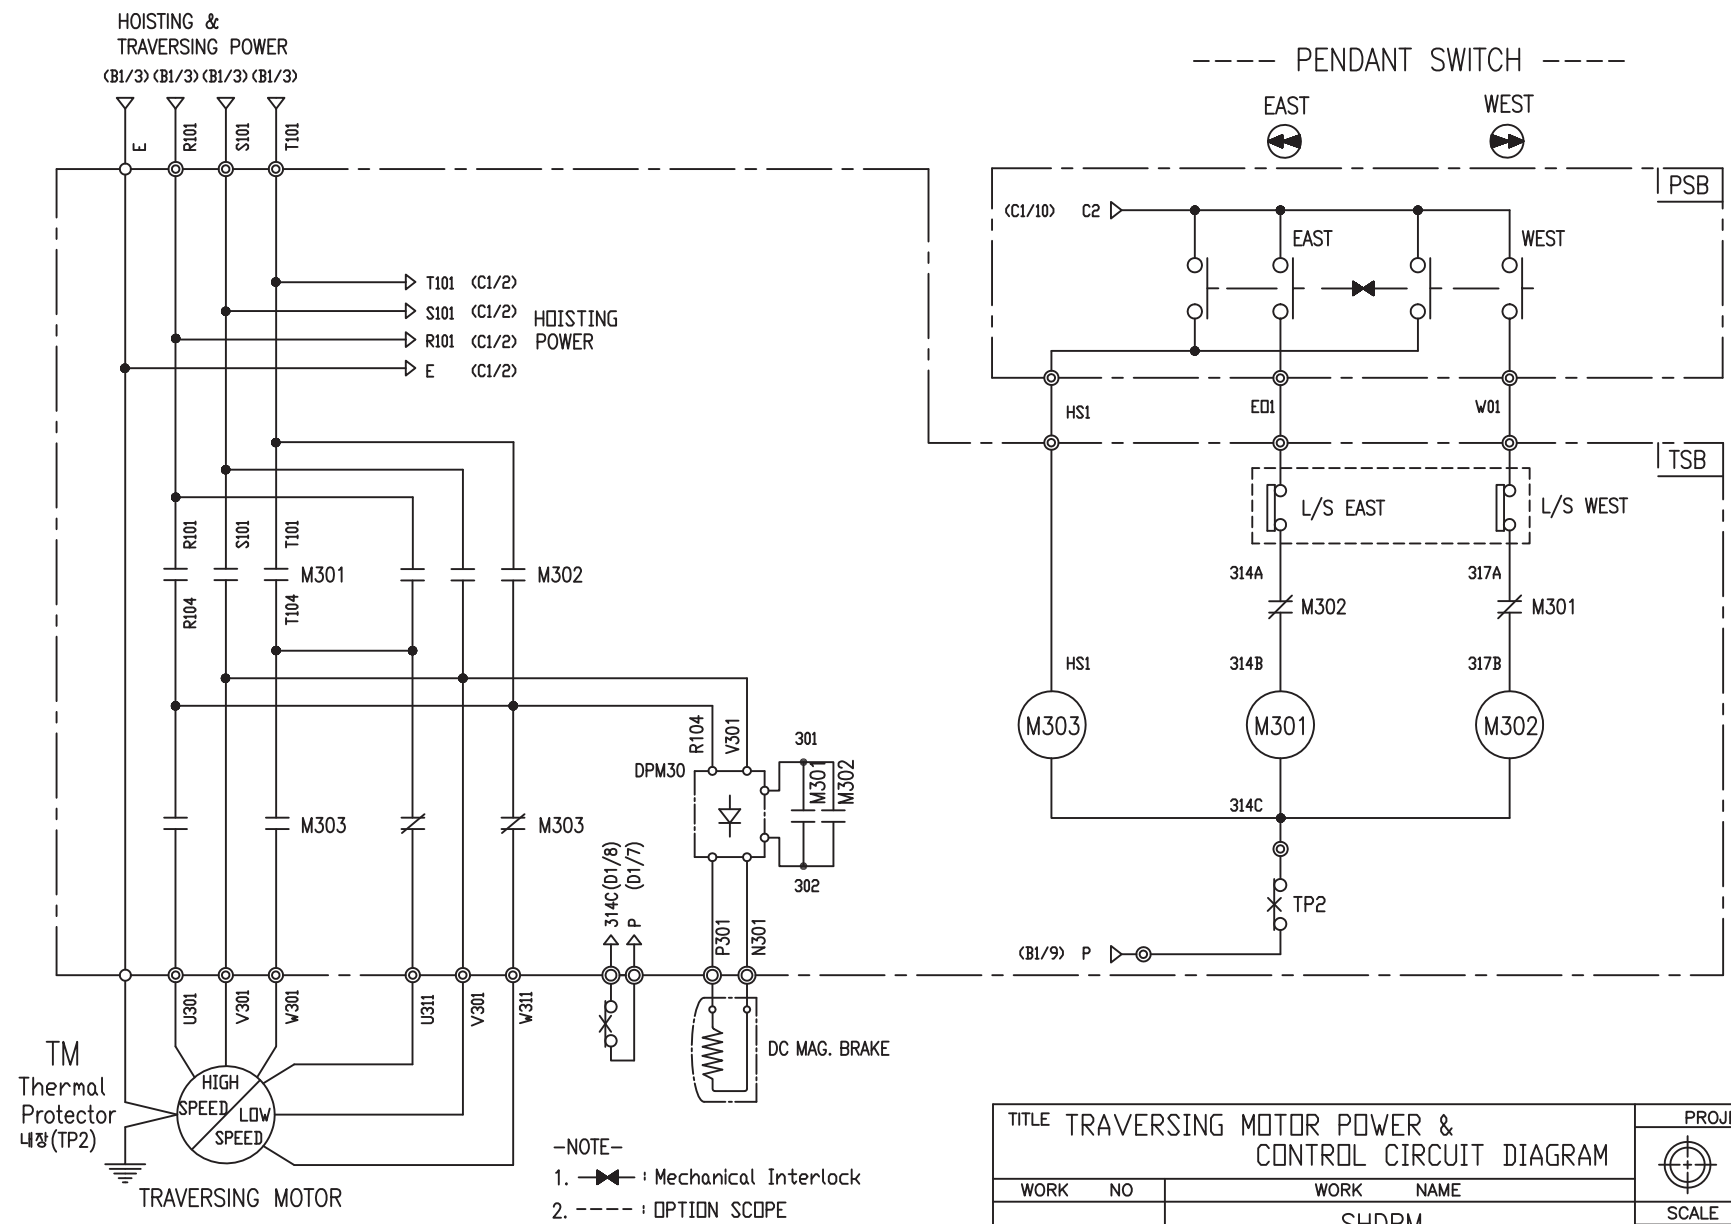 HOISTING &
TRAVERSING POWER
(B1/3) (B1/3) (B1/3) (B1/3)
E R101 S101 T101
T101 (C1/2)
S101 (C1/2)
R101 (C1/2)
E (C1/2)
HOISTING
POWER
R101 S101 T101
M301 M302
R104 T104
R104 V301
301
DPM30
M301 M302
M303 M303
302
314C(D1/8)
P (D1/7)
P301 N301
U301 V301 W301 U311 V301 W311
TM
Thermal
Protector
내장(TP2)
HIGH
SPEED
LOW
SPEED
TRAVERSING MOTOR
DC MAG. BRAKE
-NOTE-
1. : Mechanical Interlock
2. ----- : OPTION SCOPE
---- PENDANT SWITCH ----
EAST WEST
PSB
(C1/10) C2
EAST WEST
HS1 E01 W01
TSB
L/S EAST L/S WEST
314A 317A
M302 M301
HS1 314B 317B
M303 M301 M302
314C
TP2
(B1/9) P
TITLE TRAVERSING MOTOR POWER &
CONTROL CIRCUIT DIAGRAM
WORK NO WORK NAME
SCALE